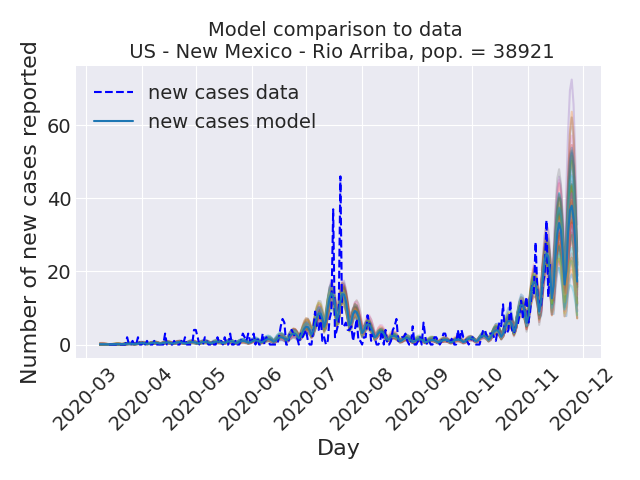 Model comparison to data
US - New Mexico - Rio Arriba, pop. = 38921
Number of new cases reported
new cases data
new cases model
60
40
20
0
2020-03
2020-04
2020-05
2020-06
2020-07
2020-08
2020-09
2020-10
2020-11
2020-12
Day